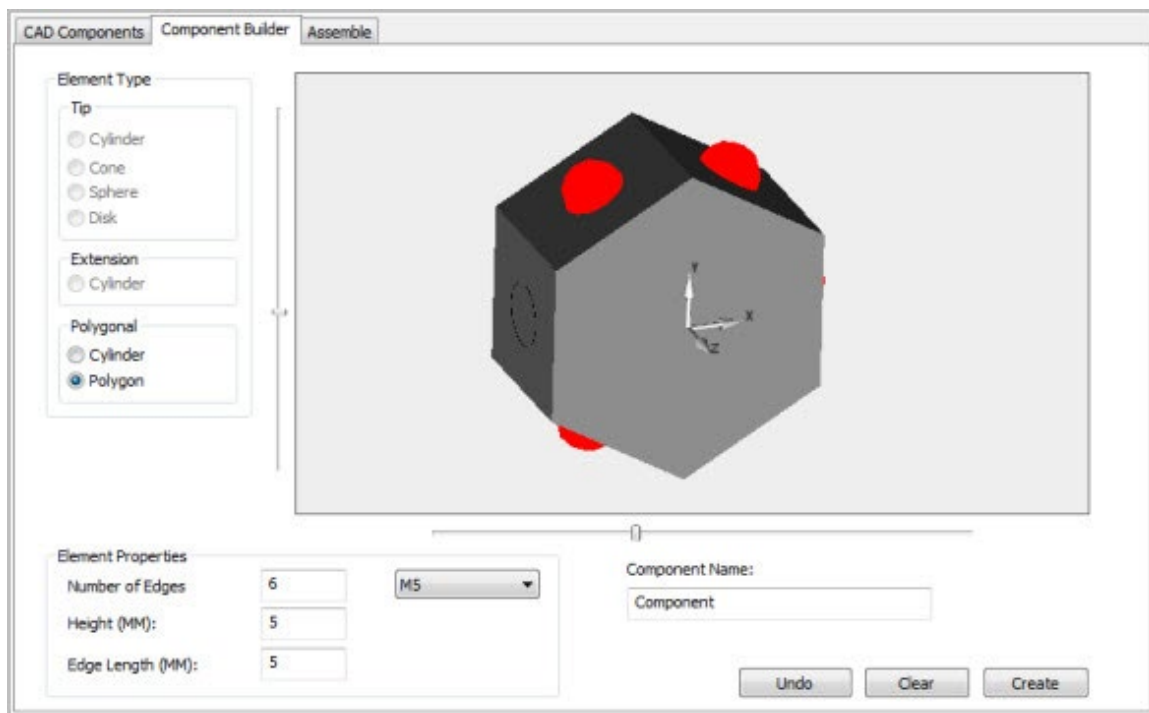 CAD Components Component Builder Assemble
Element Type
Tip
Cylinder
Cone
Sphere
Disk
Extension
Cylinder
Polygonal
Cylinder
Polygon
Y
X
Z
Element Properties
Number of Edges 6 M5
Height (MM): 5
Edge Length (MM): 5
Component Name:
Component
Undo Clear Create